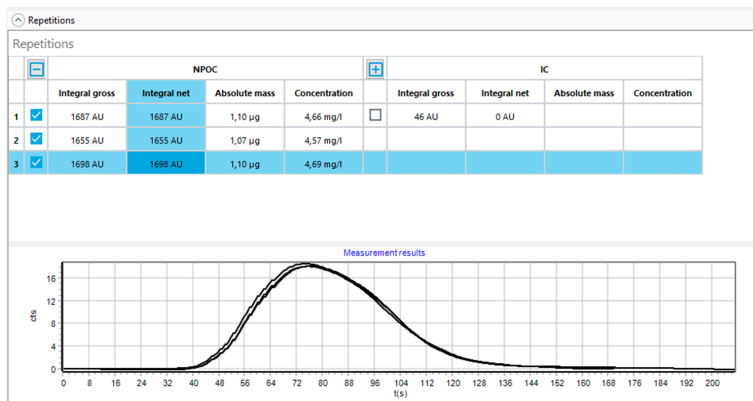 Repetitions
Repetitions
NPOC IC
Integral gross Integral net Absolute mass Concentration Integral gross Integral net Absolute mass Concentration
1 1687 AU 1687 AU 1,10 µg 4,66 mg/l 46 AU 0 AU
2 1655 AU 1655 AU 1,07 µg 4,57 mg/l
3 1698 AU 1698 AU 1,10 µg 4,69 mg/l
Measurement results
16
12
8
4
0
cts
0 8 16 24 32 40 48 56 64 72 80 88 96 104 112 120 128 136 144 152 160 168 176 184 192 200
t(s)